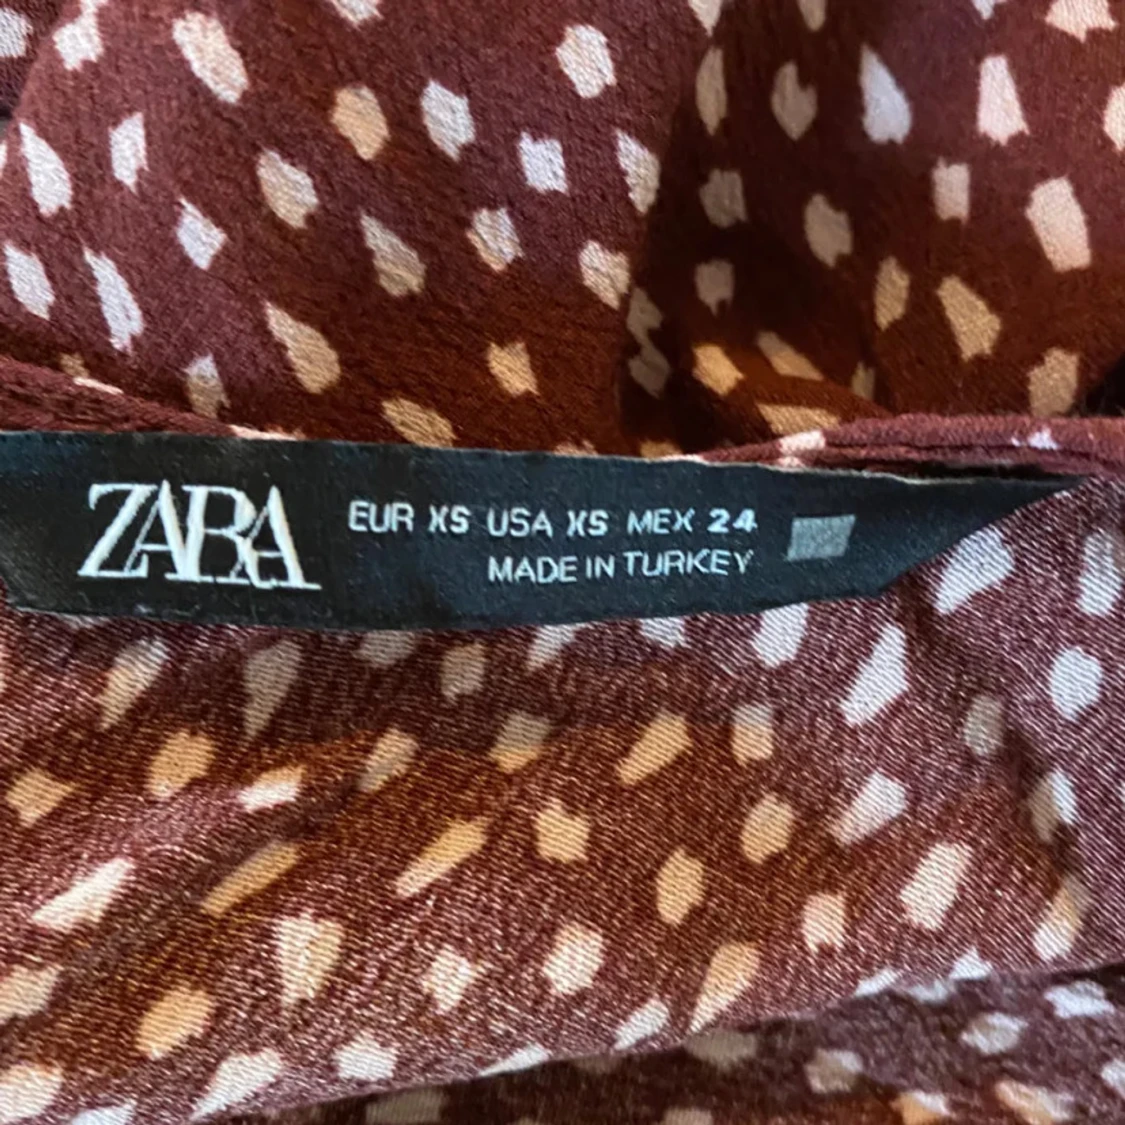 ZARA
EUR XS USA XS MEX 24
MADE IN TURKEY